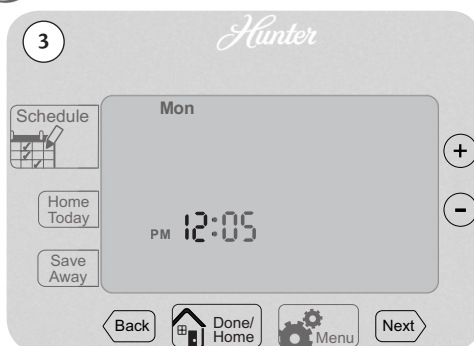 3
Hunter
Schedule
Mon
+
Home
Today
-
PM 12:05
Save
Away
Back
Done/
Home
Menu
Next